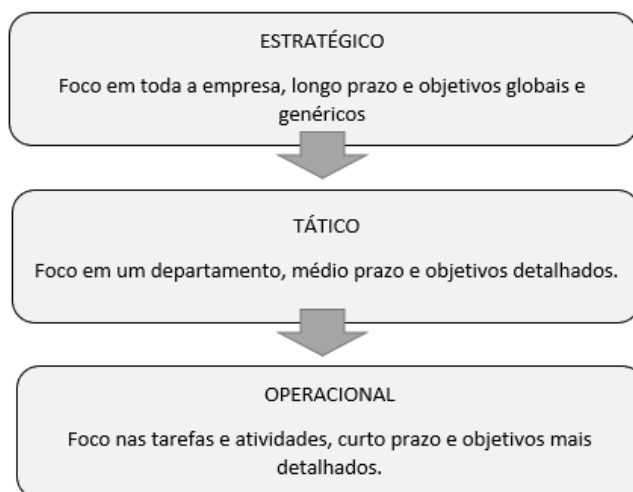 ESTRATÉGICO
Foco em toda a empresa, longo prazo e objetivos globais e
genéricos
TÁTICO
Foco em um departamento, médio prazo e objetivos detalhados.
OPERACIONAL
Foco nas tarefas e atividades, curto prazo e objetivos mais
detalhados.